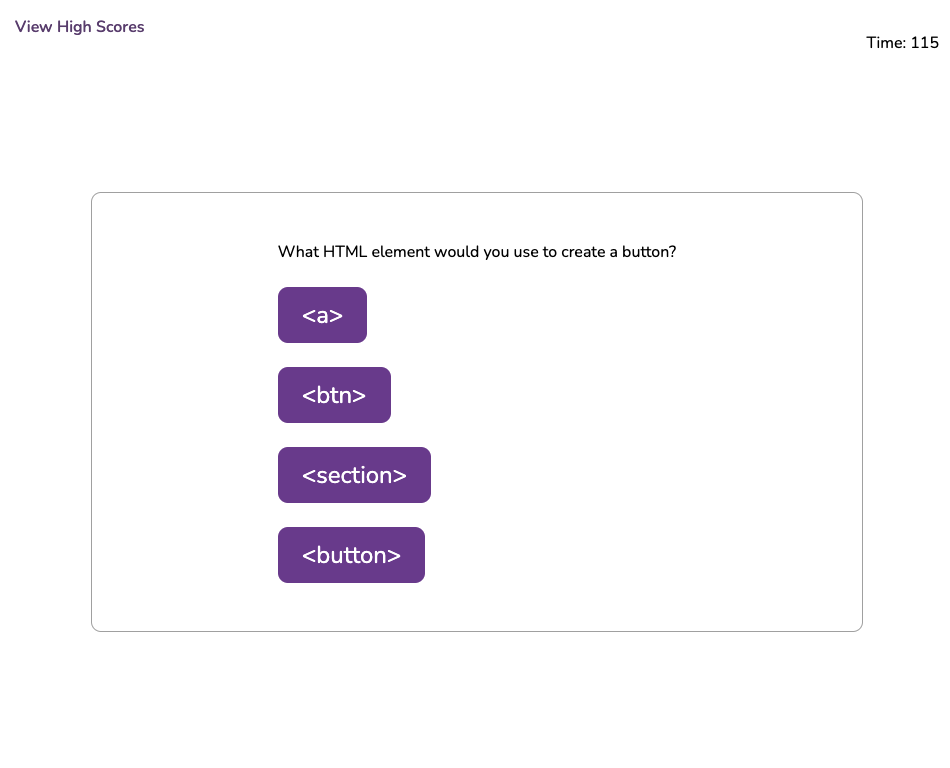 View High Scores
Time: 115
What HTML element would you use to create a button?
<a>
<btn>
<section>
<button>